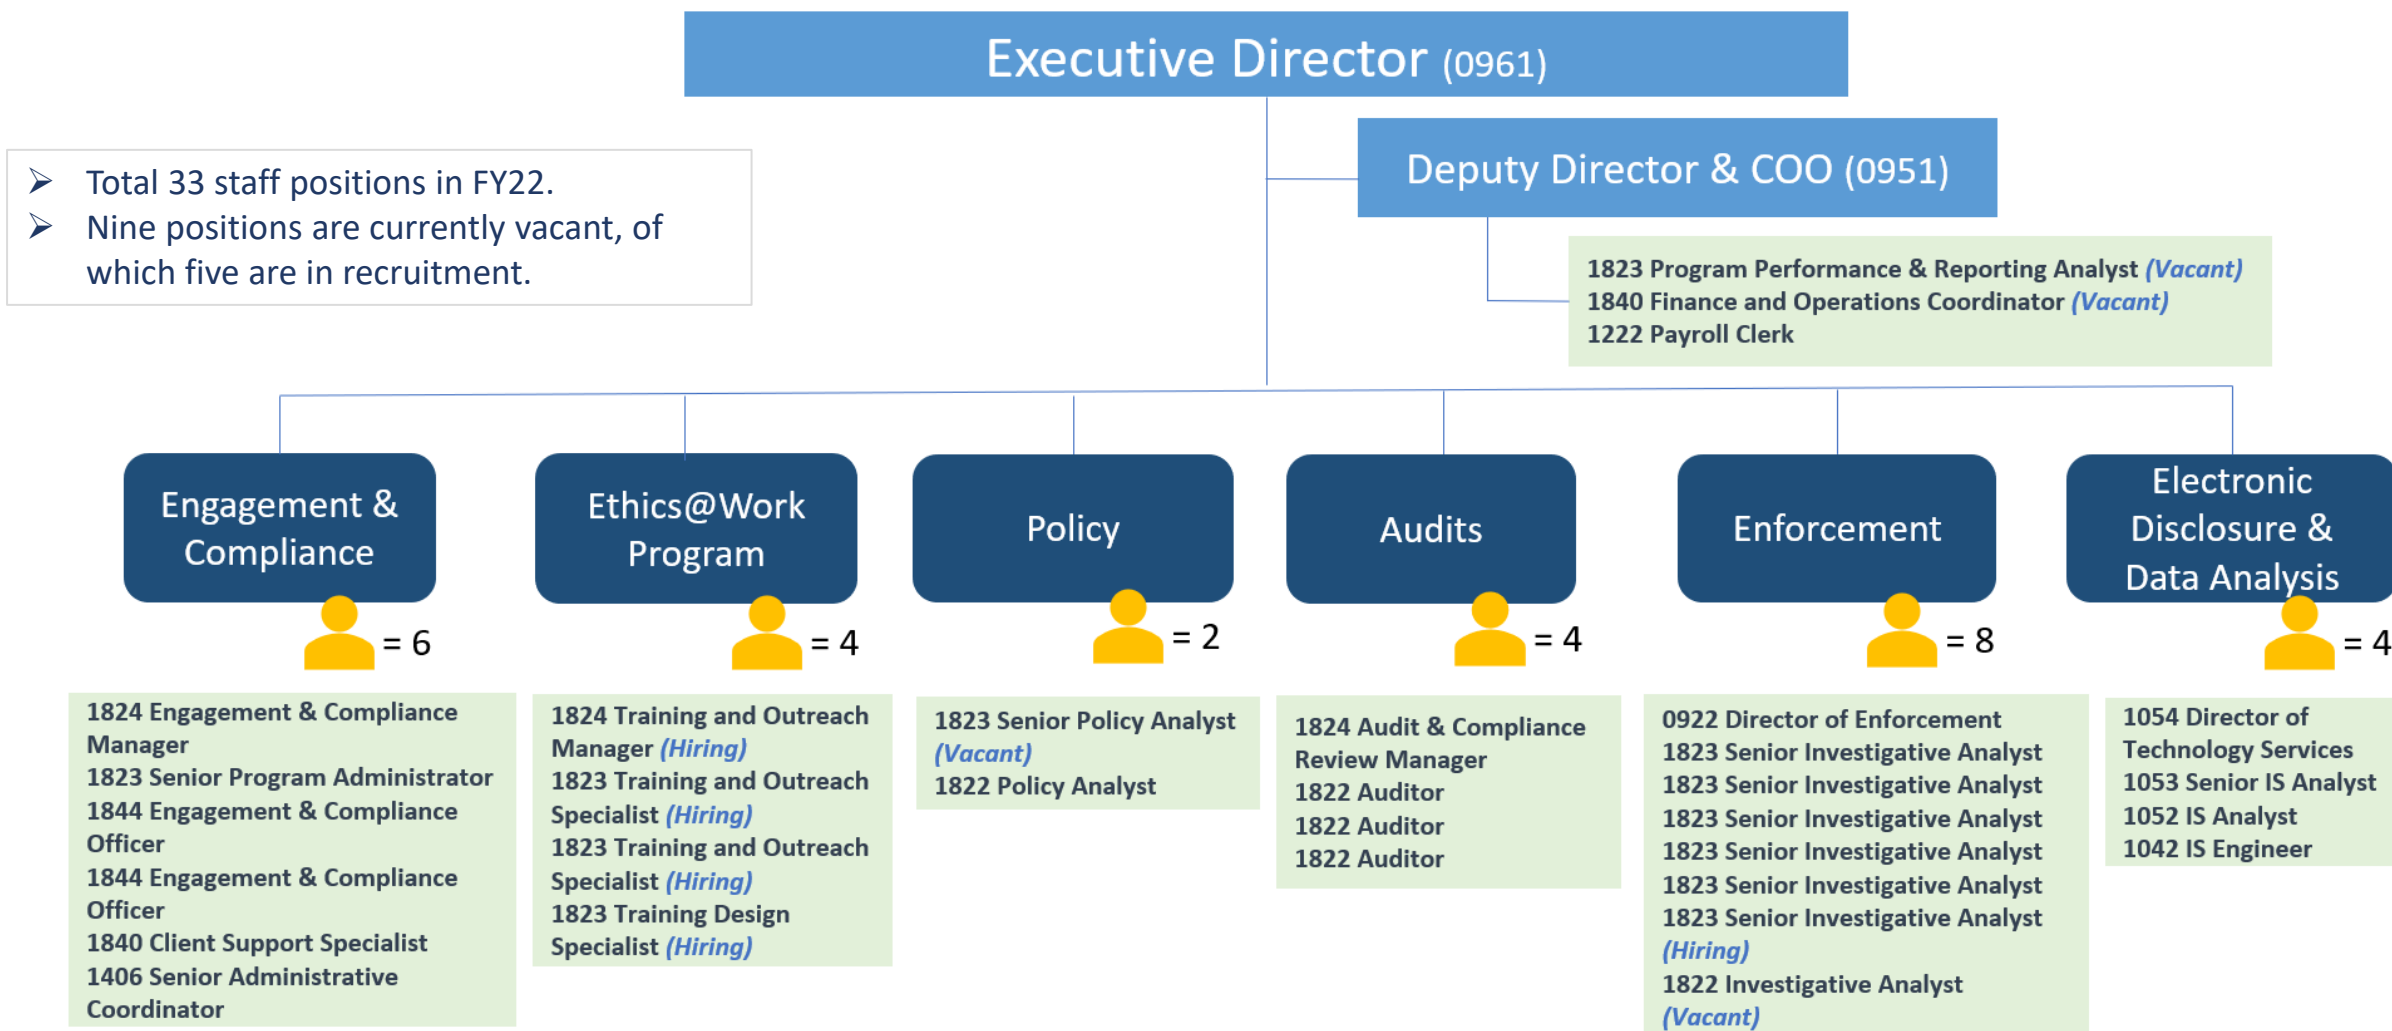 Executive Director (0961)
Deputy Director & COO (0951)
➢ Total 33 staff positions in FY22.
➢ Nine positions are currently vacant, of
which five are in recruitment.
1823 Program Performance & Reporting Analyst (Vacant)
1840 Finance and Operations Coordinator (Vacant)
1222 Payroll Clerk
Engagement &
Compliance
= 6
1824 Engagement & Compliance
Manager
1823 Senior Program Administrator
1844 Engagement & Compliance
Officer
1844 Engagement & Compliance
Officer
1840 Client Support Specialist
1406 Senior Administrative
Coordinator
Ethics@Work
Program
= 4
1824 Training and Outreach
Manager (Hiring)
1823 Training and Outreach
Specialist (Hiring)
1823 Training and Outreach
Specialist (Hiring)
1823 Training Design
Specialist (Hiring)
Policy
= 2
1823 Senior Policy Analyst
(Vacant)
1822 Policy Analyst
Audits
= 4
1824 Audit & Compliance
Review Manager
1822 Auditor
1822 Auditor
1822 Auditor
Enforcement
= 8
0922 Director of Enforcement
1823 Senior Investigative Analyst
1823 Senior Investigative Analyst
1823 Senior Investigative Analyst
1823 Senior Investigative Analyst
1823 Senior Investigative Analyst
1823 Senior Investigative Analyst
(Hiring)
1822 Investigative Analyst
(Vacant)
Electronic
Disclosure &
Data Analysis
= 4
1054 Director of
Technology Services
1053 Senior IS Analyst
1052 IS Analyst
1042 IS Engineer